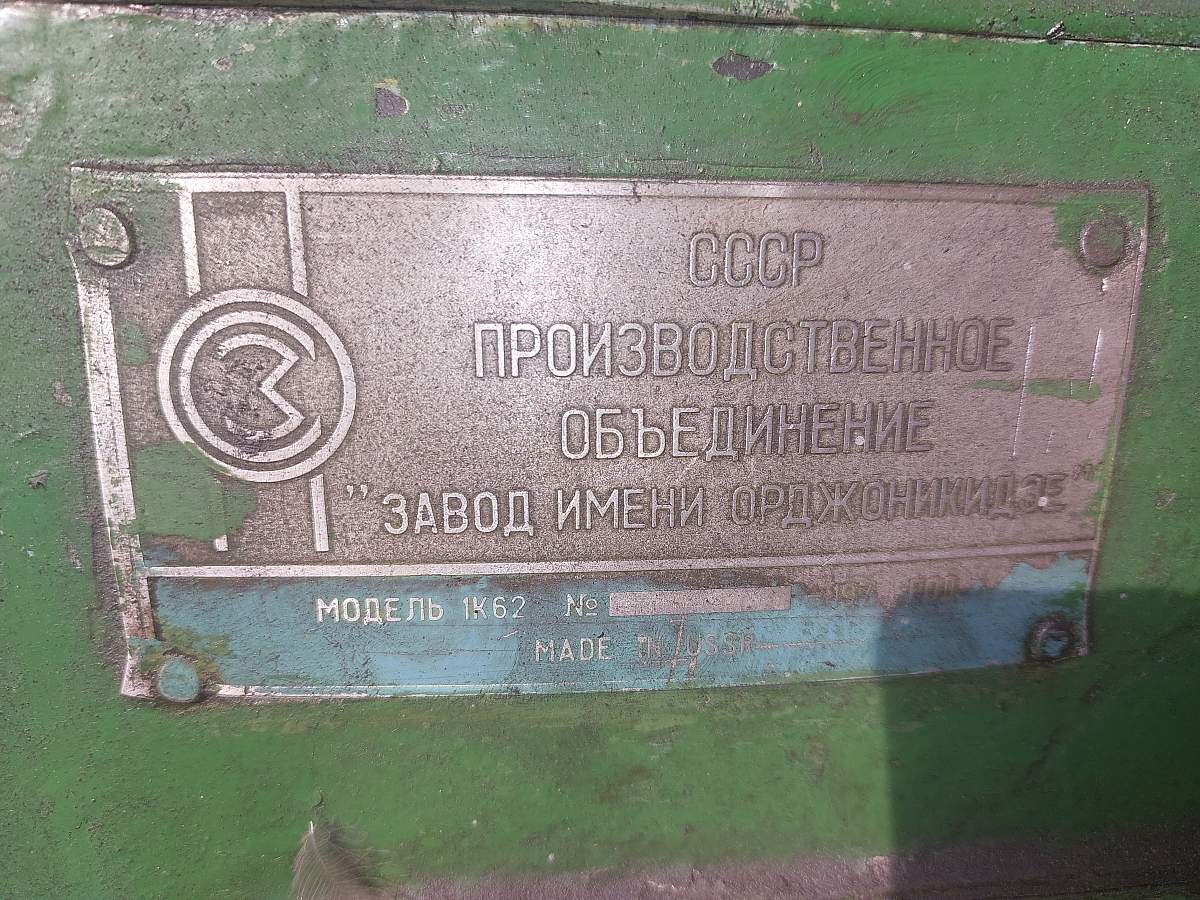 СССР
ПРОИЗВОДСТВЕННОЕ
ОБЪЕДИНЕНИЕ
"ЗАВОД ИМЕНИ ОРДЖОНИКИДЗЕ"
МОДЕЛЬ 1К62 №
MADE IN USSR